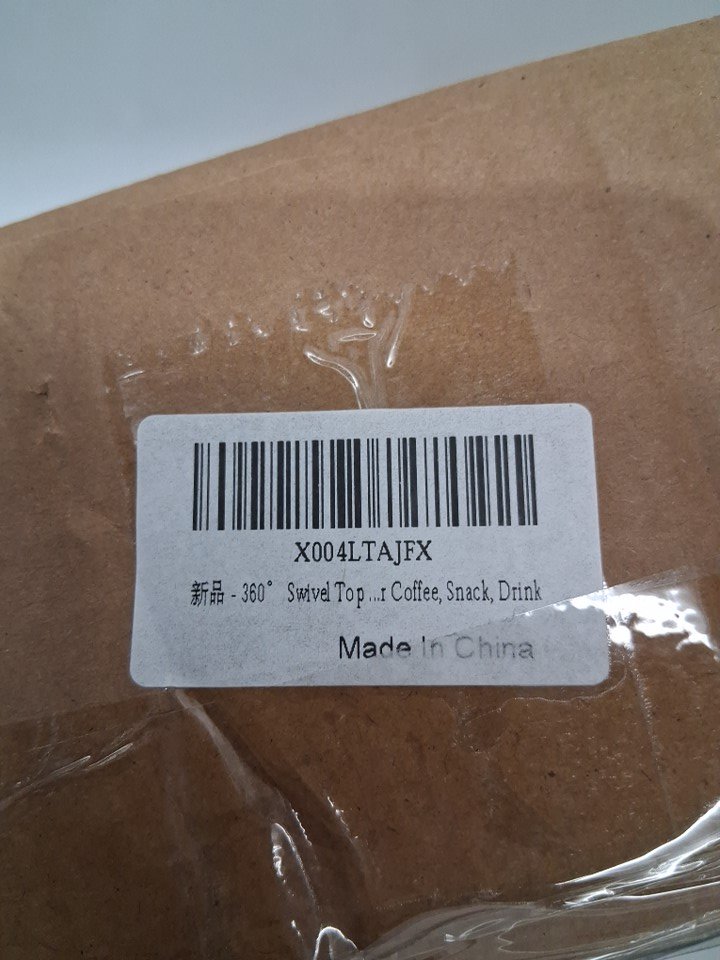 X004LTAJFX
新品 - 360° Swivel Top ...r Coffee, Snack, Drink
Made In China